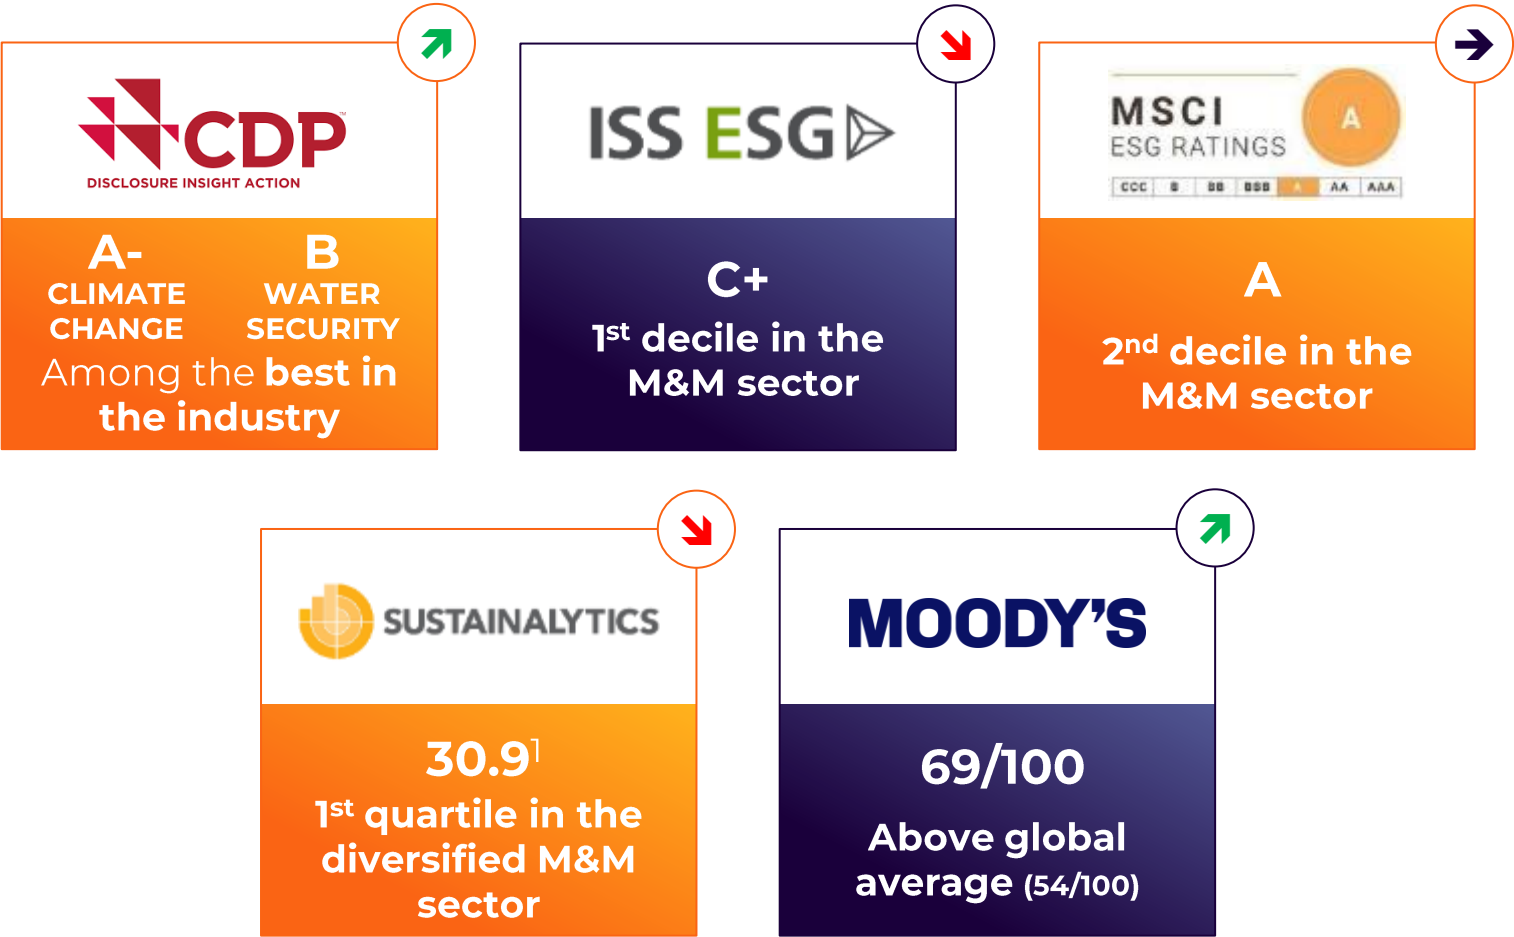 CDP™
DISCLOSURE INSIGHT ACTION
A-
CLIMATE
CHANGE
B
WATER
SECURITY
Among the best in
the industry
ISS ESG
C+
1st decile in the
M&M sector
MSCI
ESG RATINGS
A
CCC B BB BBB A AA AAA
A
2nd decile in the
M&M sector
SUSTAINALYTICS
30.9¹
1st quartile in the
diversified M&M
sector
MOODY'S
69/100
Above global
average (54/100)